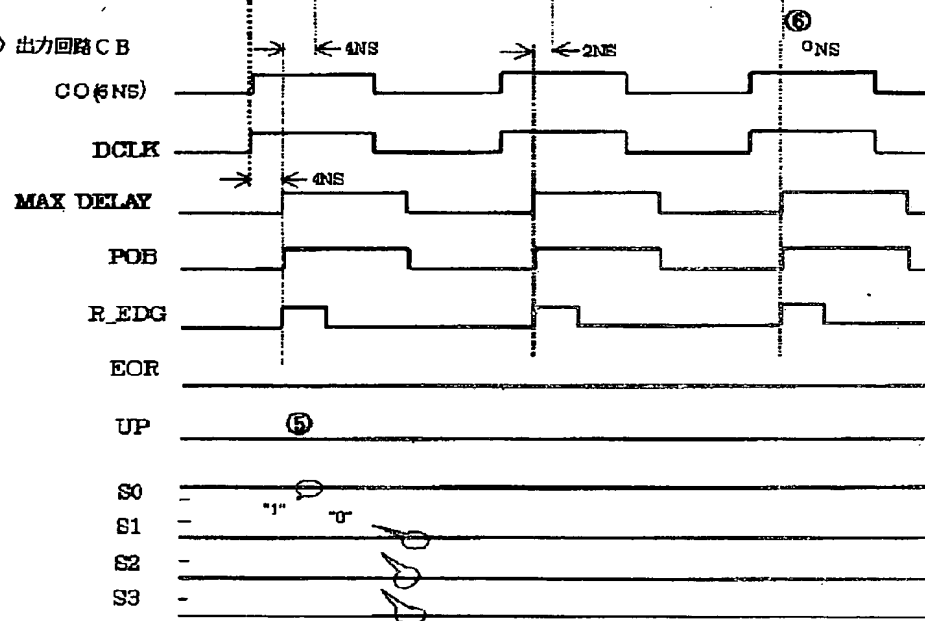 ⑥
出力回路CB
4NS
2NS
0NS
CO(6NS)
DCLK
4NS
MAX DELAY
POB
R_EDG
EOR
UP
⑤
S0
"1"
"0"
S1
S2
S3